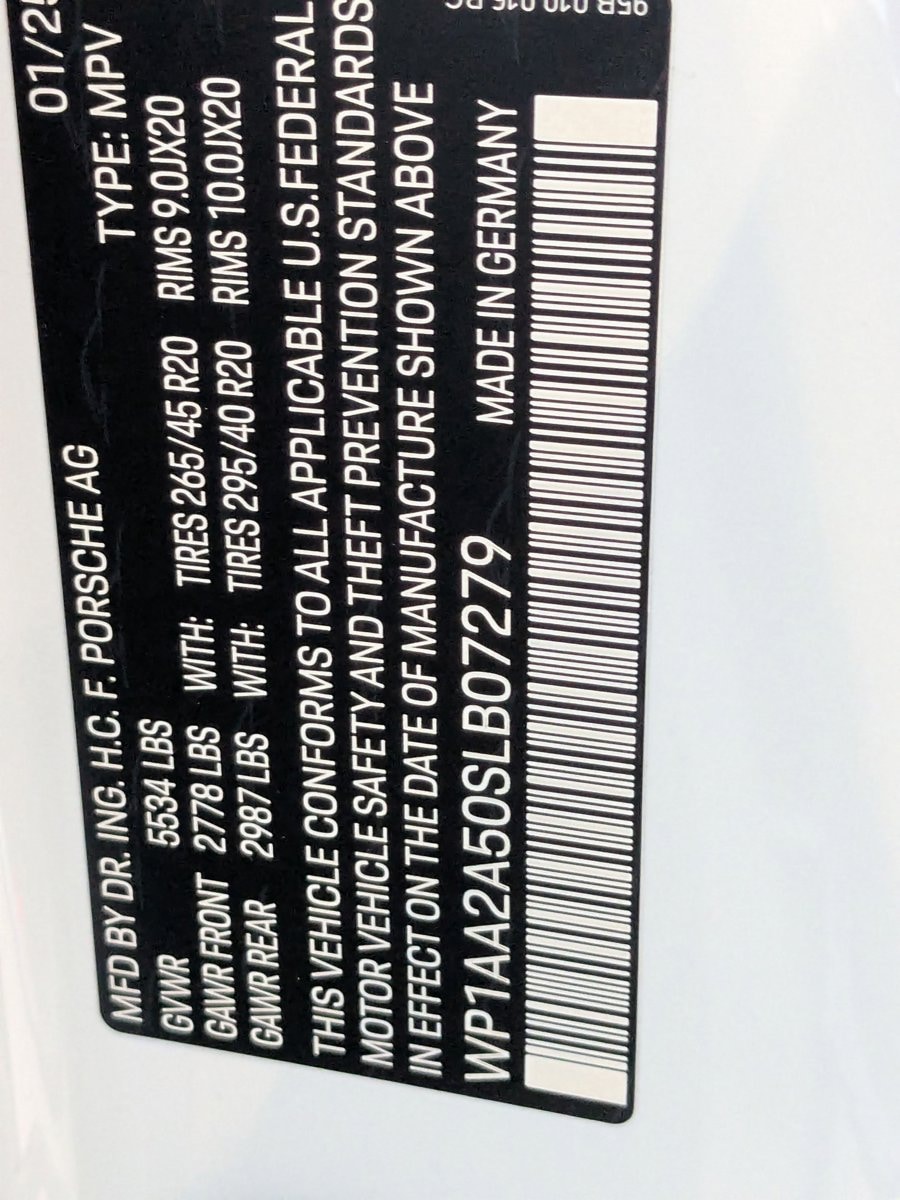 01/25
MFD BY DR. ING. H.C. F. PORSCHE AG TYPE: MPV
GVWR 5534 LBS
GAWR FRONT 2778 LBS WITH: TIRES 265/45 R20 RIMS 9.0JX20
GAWR REAR 2987 LBS WITH: TIRES 295/40 R20 RIMS 10.0JX20
THIS VEHICLE CONFORMS TO ALL APPLICABLE U.S.FEDERAL
MOTOR VEHICLE SAFETY AND THEFT PREVENTION STANDARDS
IN EFFECT ON THE DATE OF MANUFACTURE SHOWN ABOVE
WP1AA2A50SLB07279 MADE IN GERMANY